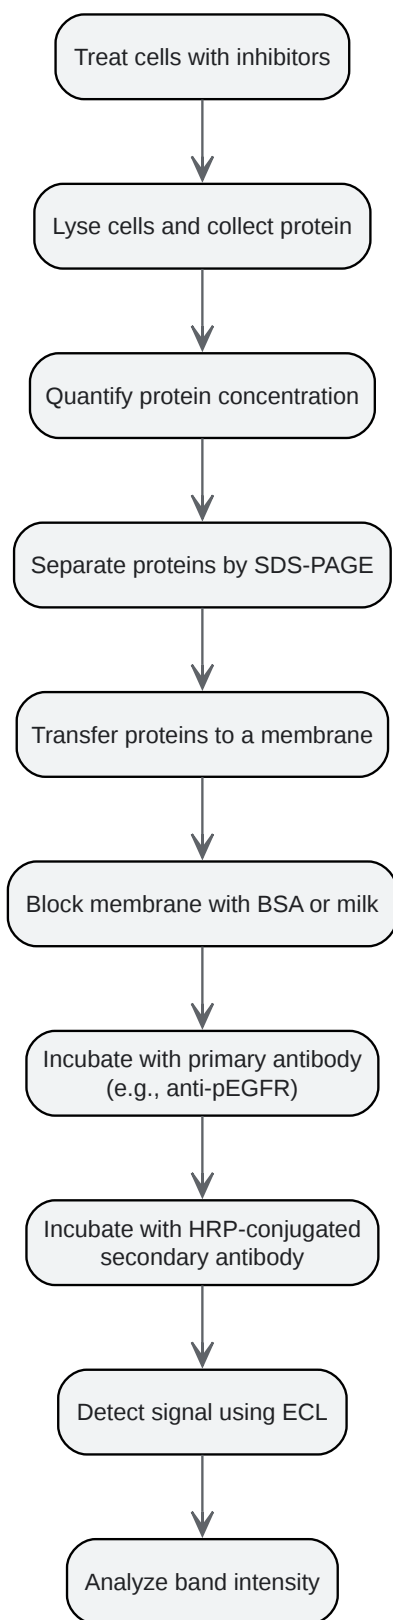 Treat cells with inhibitors
Lyse cells and collect protein
Quantify protein concentration
Separate proteins by SDS-PAGE
Transfer proteins to a membrane
Block membrane with BSA or milk
Incubate with primary antibody
(e.g., anti-pEGFR)
Incubate with HRP-conjugated
secondary antibody
Detect signal using ECL
Analyze band intensity